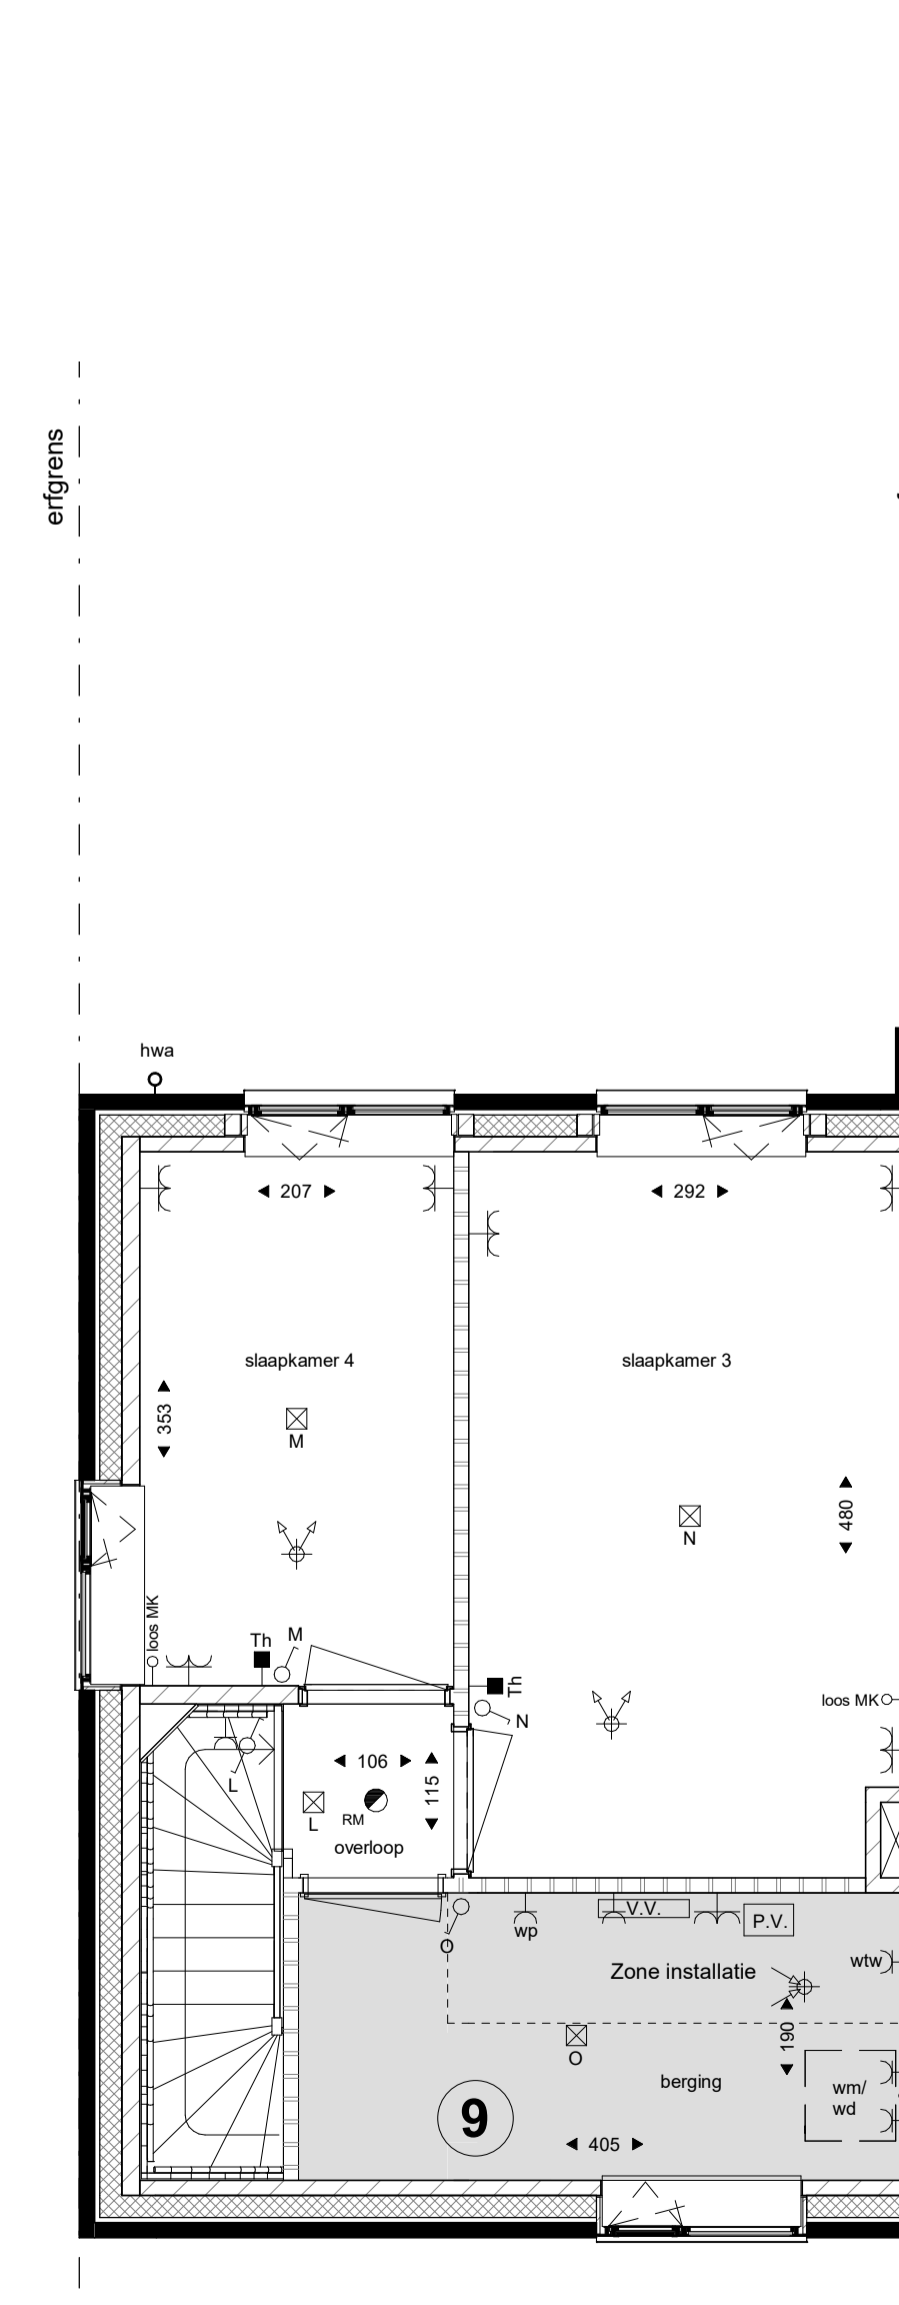 erfgrens
hwa
207
292
slaapkamer 4
slaapkamer 3
353
M
480
N
loos MK
Th
M
Th
N
loos MK
L
106
115
L
RM
overloop
O
wp
V.V.
P.V.
wtw
Zone installatie
190
O
berging
wm/
wd
9
405